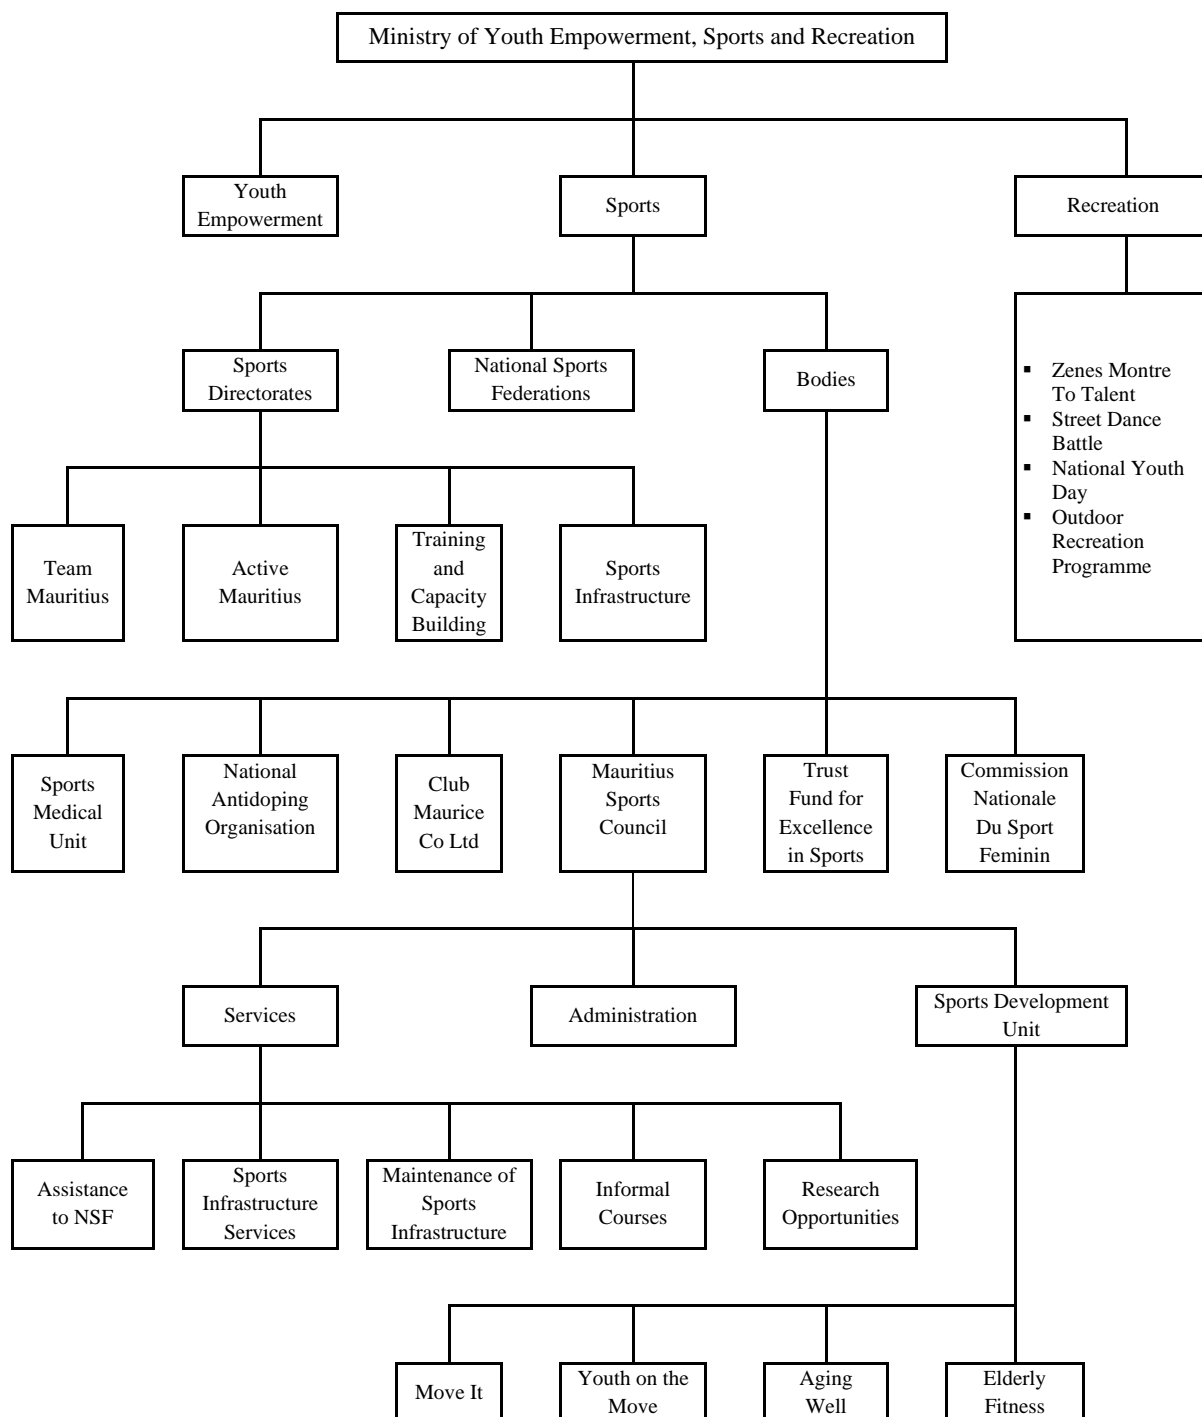 Ministry of Youth Empowerment, Sports and Recreation
Youth
Empowerment
Sports
Recreation
Sports
Directorates
National Sports
Federations
Bodies
▪ Zenes Montre
To Talent
▪ Street Dance
Battle
▪ National Youth
Day
▪ Outdoor
Recreation
Programme
Team
Mauritius
Active
Mauritius
Training
and
Capacity
Building
Sports
Infrastructure
Sports
Medical
Unit
National
Antidoping
Organisation
Club
Maurice
Co Ltd
Mauritius
Sports
Council
Trust
Fund for
Excellence
in Sports
Commission
Nationale
Du Sport
Feminin
Services
Administration
Sports Development
Unit
Assistance
to NSF
Sports
Infrastructure
Services
Maintenance of
Sports
Infrastructure
Informal
Courses
Research
Opportunities
Move It
Youth on the
Move
Aging
Well
Elderly
Fitness